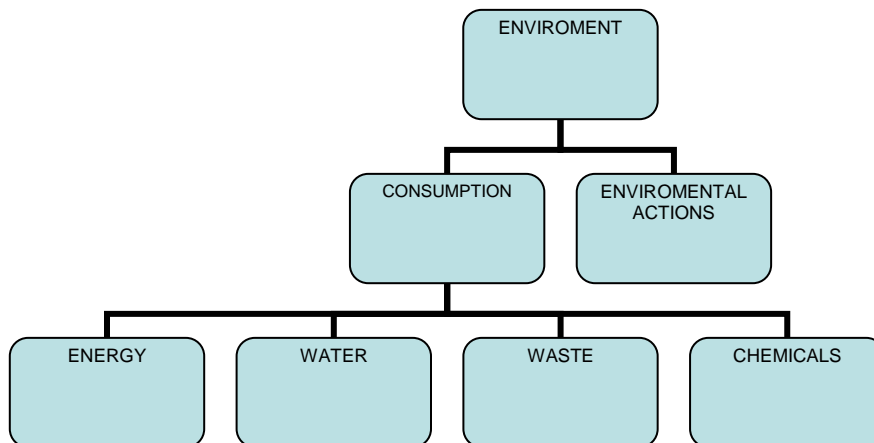 ENVIROMENT
CONSUMPTION
ENVIROMENTAL
ACTIONS
ENERGY
WATER
WASTE
CHEMICALS